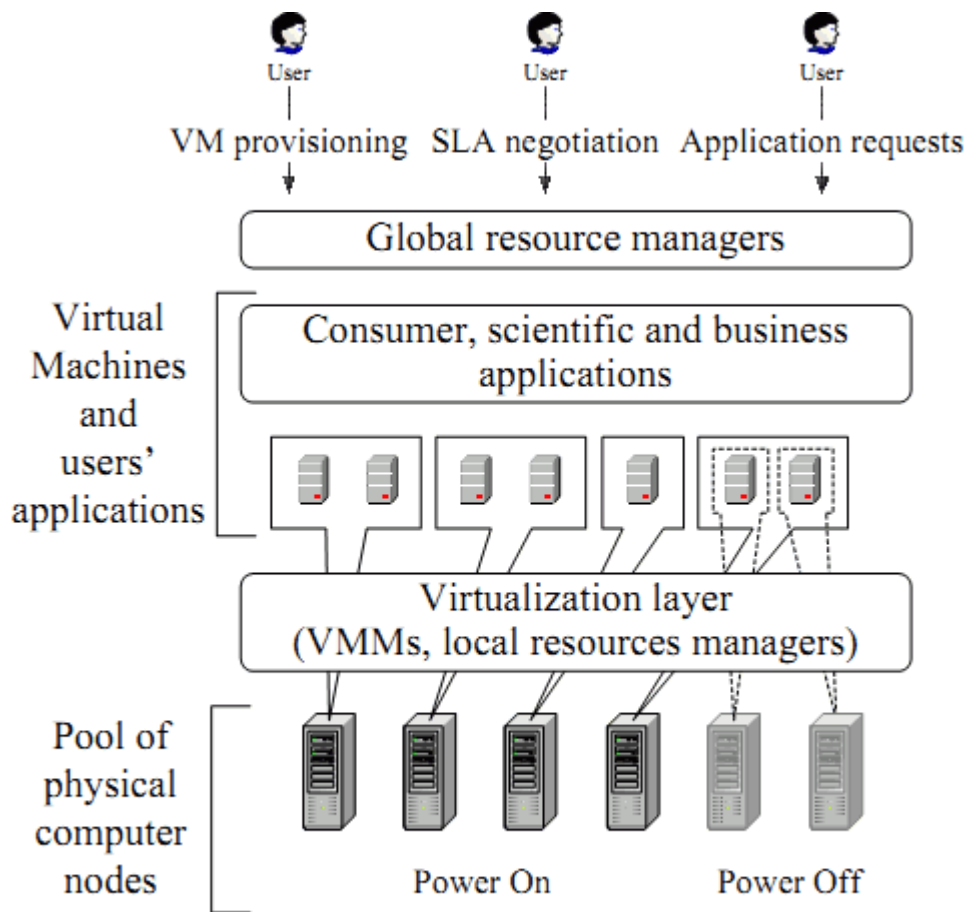 User
User
User
VM provisioning
SLA negotiation
Application requests
Global resource managers
Virtual
Machines
and
users’
applications
Consumer, scientific and business
applications
Virtualization layer
(VMMs, local resources managers)
Pool of
physical
computer
nodes
Power On
Power Off